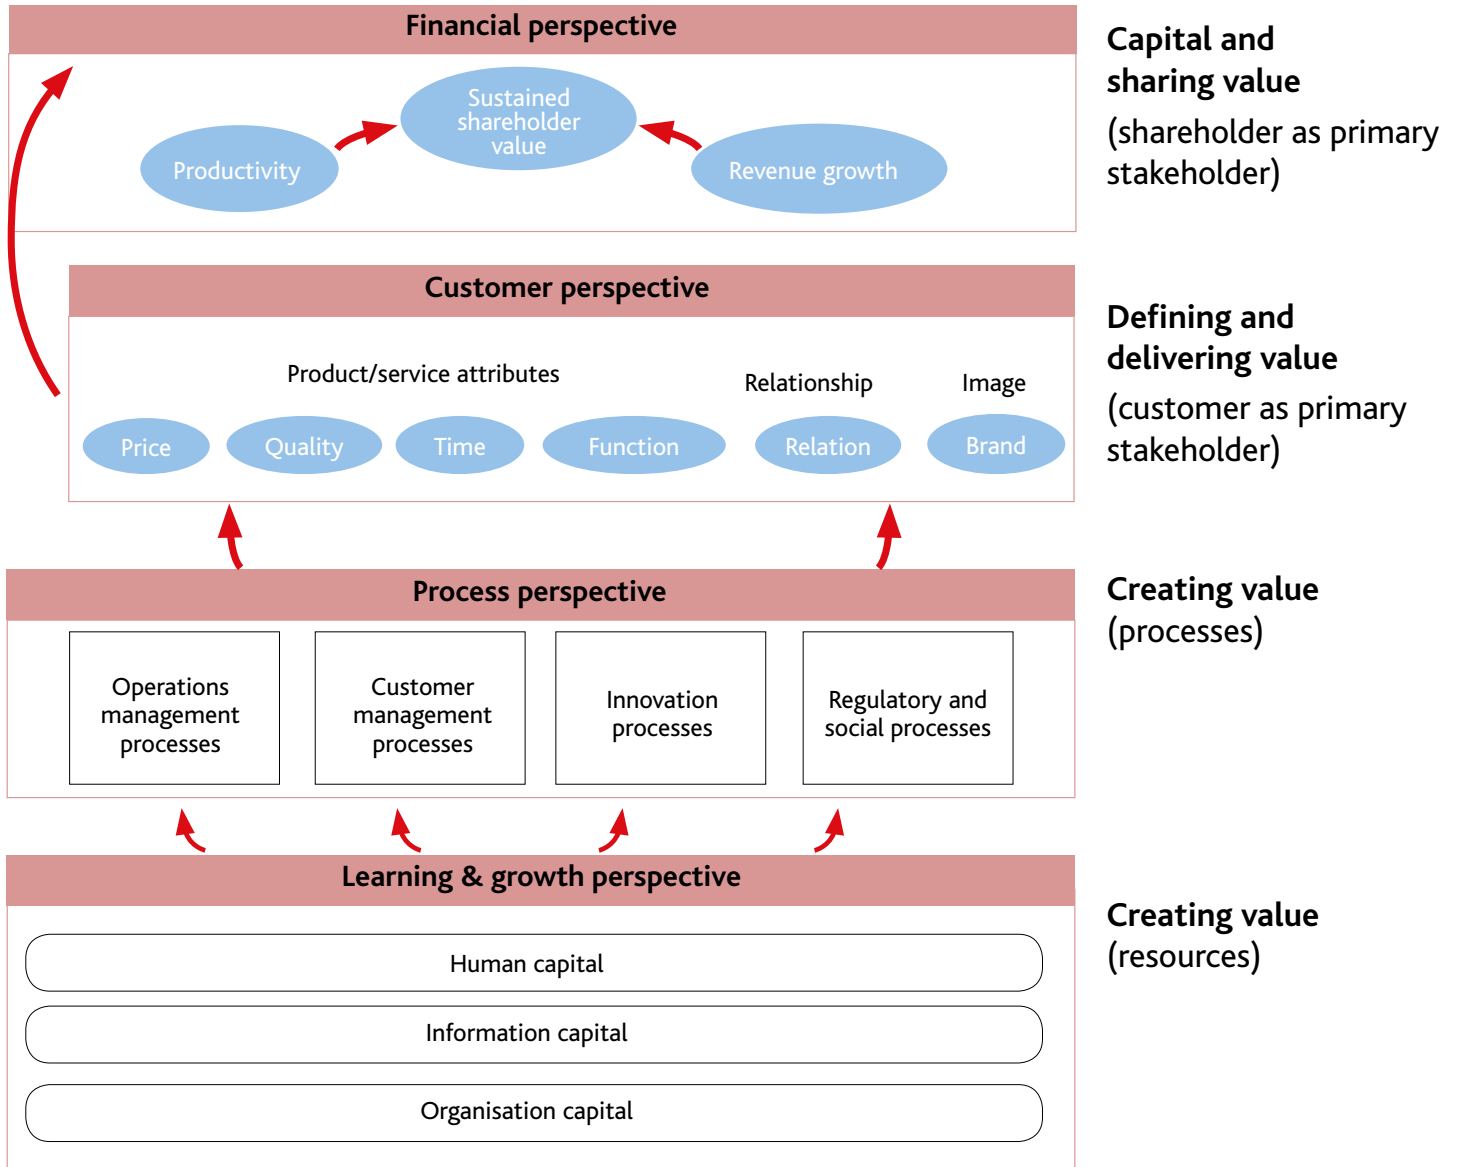 Financial perspective
Capital and
sharing value
(shareholder as primary
stakeholder)
Sustained
shareholder
value
Productivity
Revenue growth
Customer perspective
Defining and
delivering value
(customer as primary
stakeholder)
Product/service attributes
Relationship
Image
Price
Quality
Time
Function
Relation
Brand
Process perspective
Creating value
(processes)
Operations
management
processes
Customer
management
processes
Innovation
processes
Regulatory and
social processes
Learning & growth perspective
Creating value
(resources)
Human capital
Information capital
Organisation capital